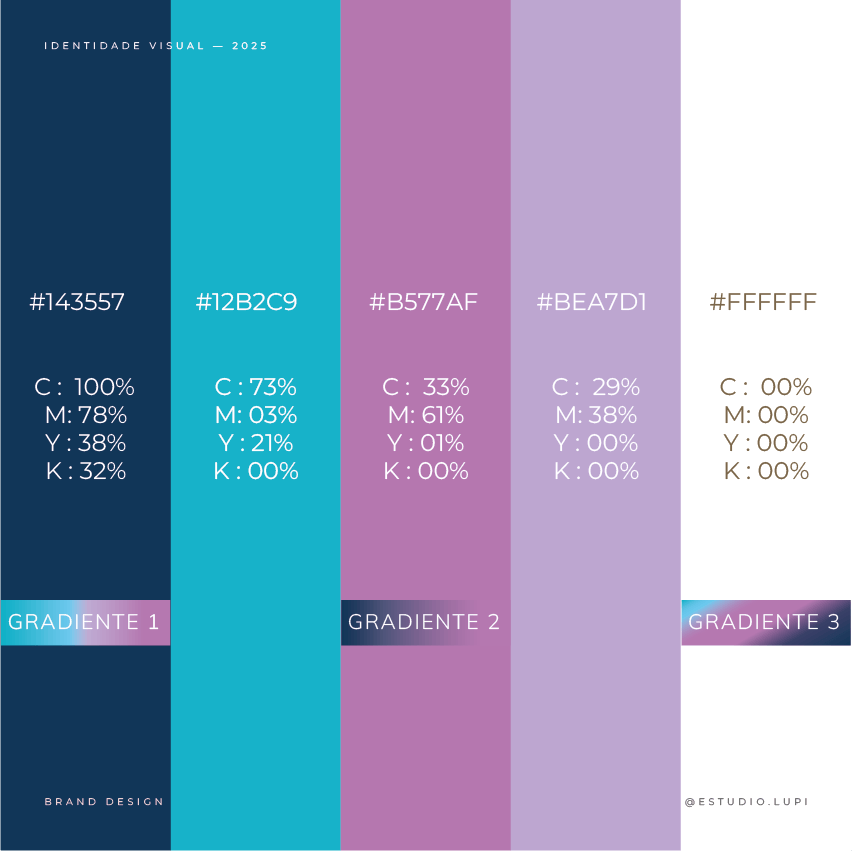 IDENTIDADE VISUAL — 2025
#143557
#12B2C9
#B577AF
#BEA7D1
#FFFFFF
C : 100%
M: 78%
Y : 38%
K : 32%
C : 73%
M: 03%
Y : 21%
K : 00%
C : 33%
M: 61%
Y : 01%
K : 00%
C : 29%
M: 38%
Y : 00%
K : 00%
C : 00%
M: 00%
Y : 00%
K : 00%
GRADIENTE 1
GRADIENTE 2
GRADIENTE 3
BRAND DESIGN
@ESTUDIO.LUPI